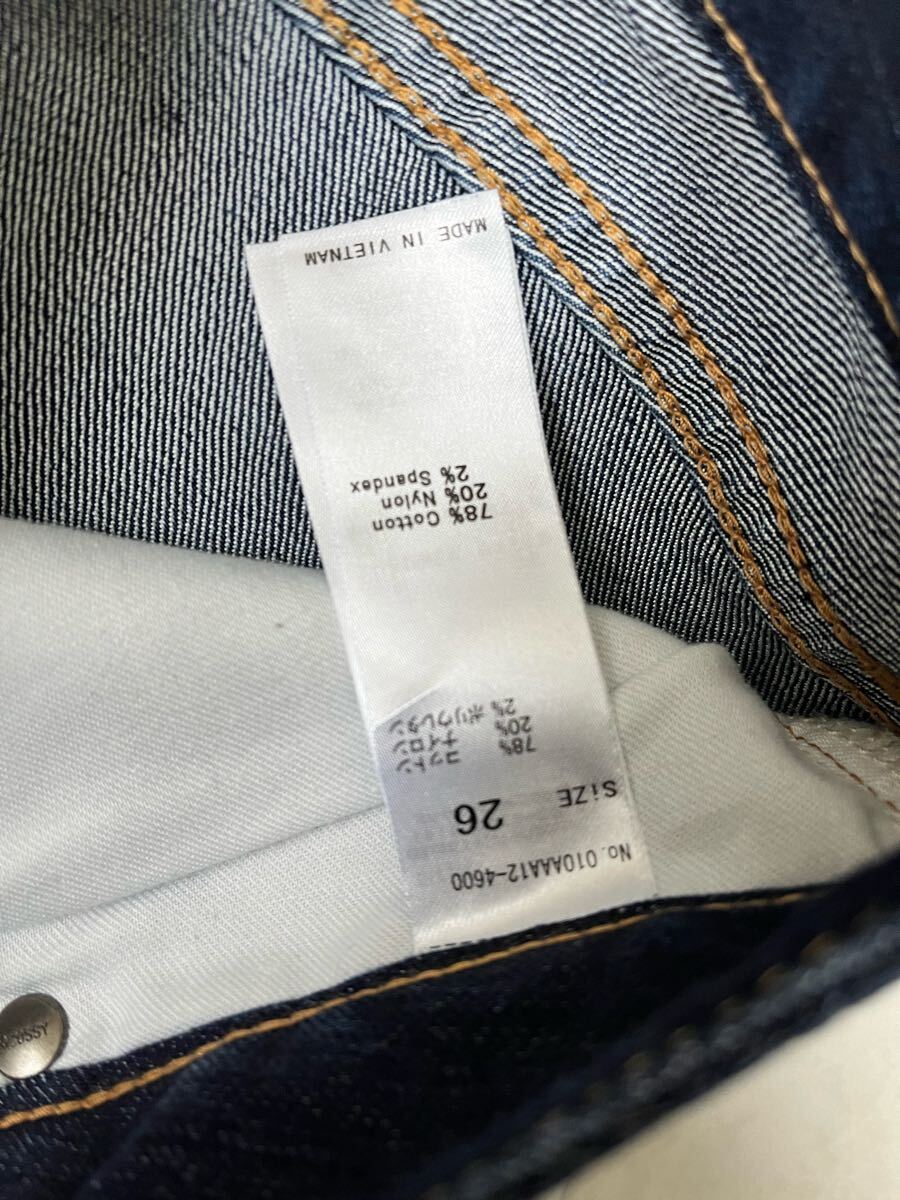 No.010AAA12-4600
SiZE 26
78% コットン
20% ナイロン
2% ポリウレタン
78% Cotton
20% Nylon
2% Spandex
MADE IN VIETNAM